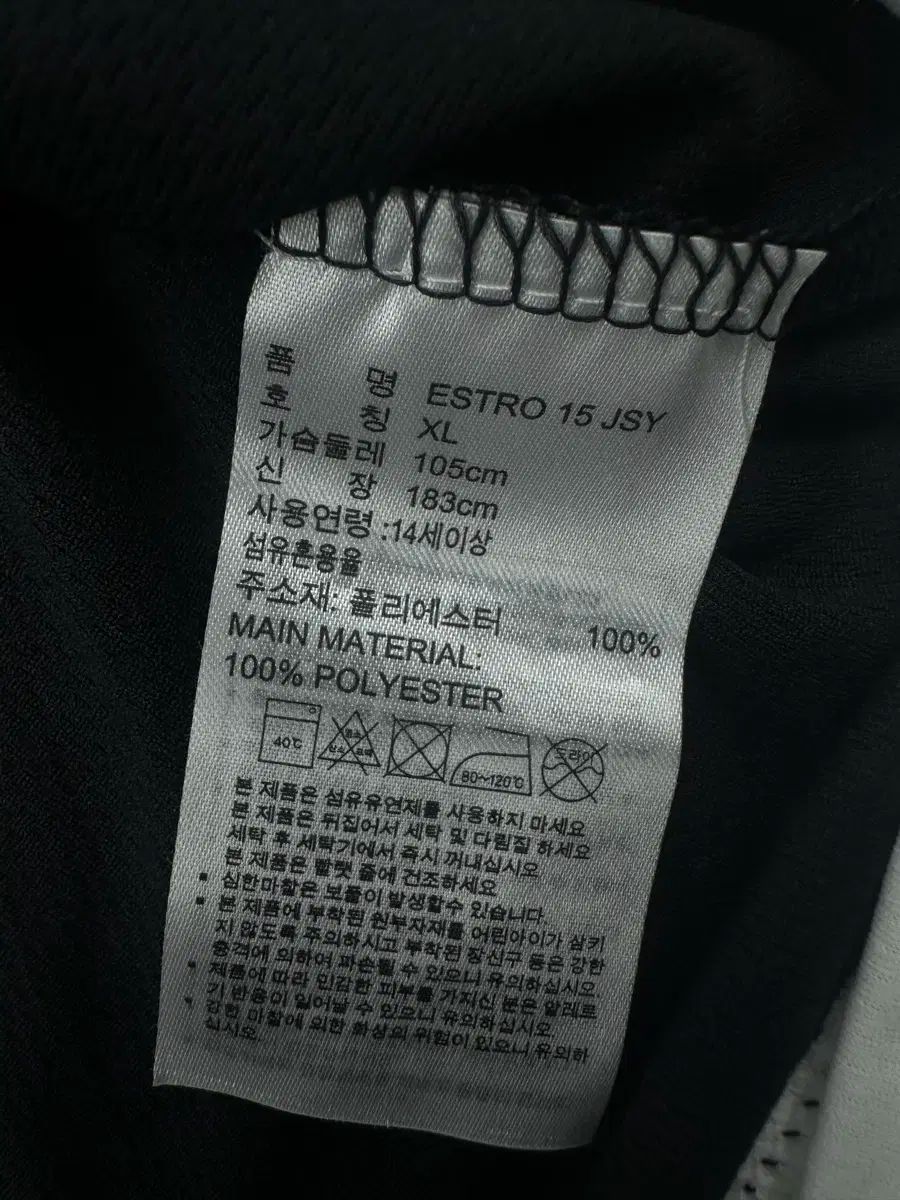 품 명 ESTRO 15 JSY
호 칭 XL
가슴둘레 105cm
신 장 183cm
사용연령 :14세이상
섬유혼용율
주소재: 폴리에스터 100%
MAIN MATERIAL:
100% POLYESTER
40℃ 80~120℃ 드라이
본 제품은 섬유유연제를 사용하지 마세요
본 제품은 뒤집어서 세탁 및 다림질 하세요
세탁 후 세탁기에서 즉시 꺼내십시오
본 제품은 빨랫 줄에 건조하세요
▪ 심한마찰은 보풀이 발생할수 있습니다.
▪ 본 제품에 부착된 원부자재를 어린아이가 삼키
지 않도록 주의하시고 부착된 장신구 등은 강한
충격에 의하여 파손될 수 있으니 유의하십시오
▪ 제품에 따라 민감한 피부를 가지신 분은 알레르
기 반응이 일어날 수 있으니 유의하십시오
▪ 강한 마찰에 의한 화상의 위험이 있으니 유의하
십시오.